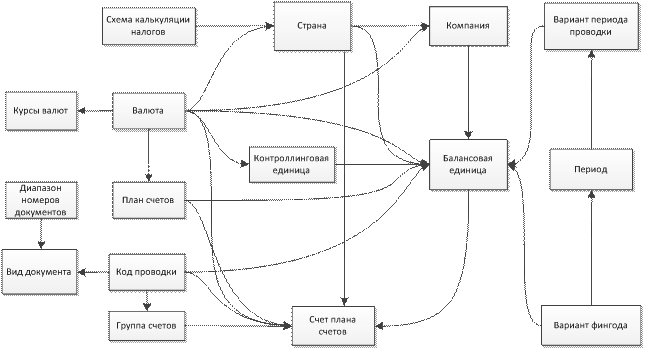 Схема калькуляции
налогов
Страна
Компания
Вариант периода
проводки
Курсы валют
Валюта
Контроллинговая
единица
Балансовая
единица
Период
Диапазон
номеров
документов
План счетов
Вид документа
Код проводки
Группа счетов
Счет плана
счетов
Вариант фингода